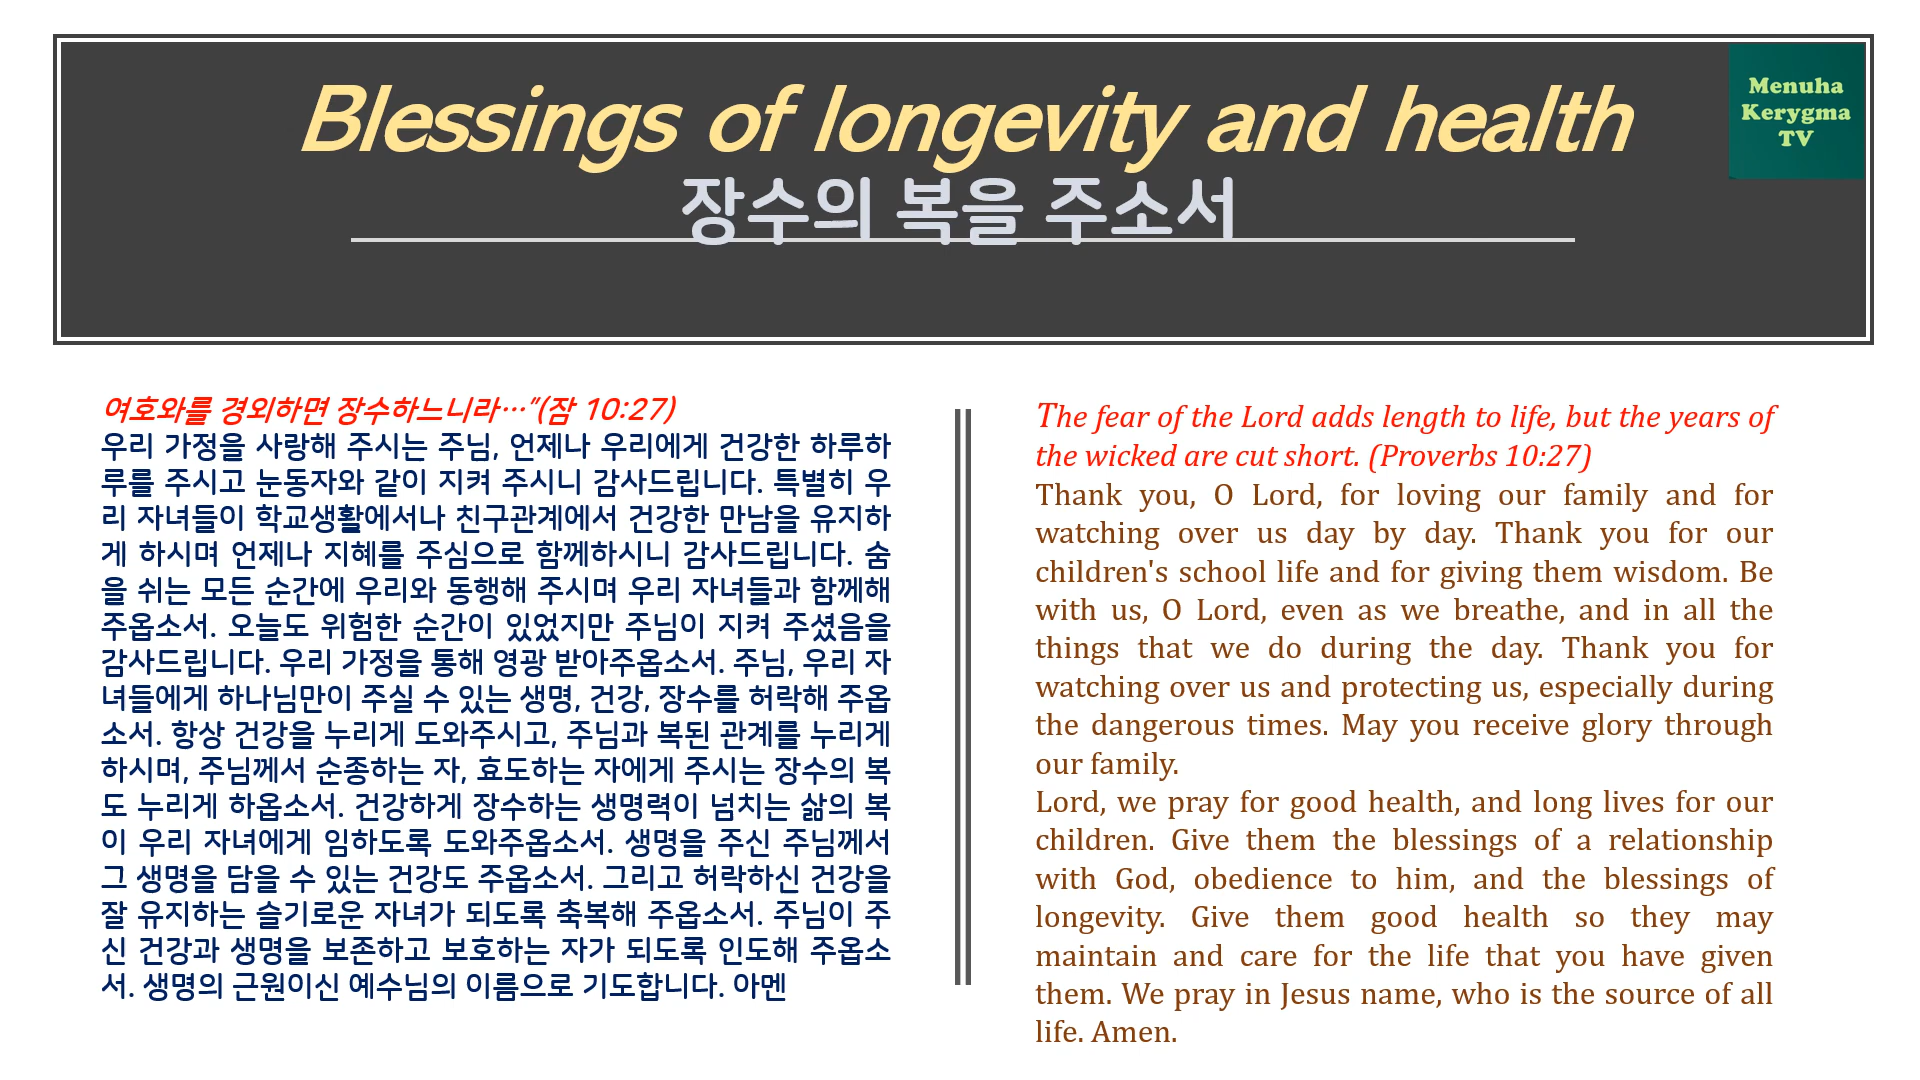 Blessings of longevity and health
장수의 복을 주소서
Menuha
Kerygma
TV
여호와를 경외하면 장수하느니라…”(잠 10:27)
우리 가정을 사랑해 주시는 주님, 언제나 우리에게 건강한 하루하
루를 주시고 눈동자와 같이 지켜 주시니 감사드립니다. 특별히 우
리 자녀들이 학교생활에서나 친구관계에서 건강한 만남을 유지하
게 하시며 언제나 지혜를 주심으로 함께하시니 감사드립니다. 숨
을 쉬는 모든 순간에 우리와 동행해 주시며 우리 자녀들과 함께해
주옵소서. 오늘도 위험한 순간이 있었지만 주님이 지켜 주셨음을
감사드립니다. 우리 가정을 통해 영광 받아주옵소서. 주님, 우리 자
녀들에게 하나님만이 주실 수 있는 생명, 건강, 장수를 허락해 주옵
소서. 항상 건강을 누리게 도와주시고, 주님과 복된 관계를 누리게
하시며, 주님께서 순종하는 자, 효도하는 자에게 주시는 장수의 복
도 누리게 하옵소서. 건강하게 장수하는 생명력이 넘치는 삶의 복
이 우리 자녀에게 임하도록 도와주옵소서. 생명을 주신 주님께서
그 생명을 담을 수 있는 건강도 주옵소서. 그리고 허락하신 건강을
잘 유지하는 슬기로운 자녀가 되도록 축복해 주옵소서. 주님이 주
신 건강과 생명을 보존하고 보호하는 자가 되도록 인도해 주옵소
서. 생명의 근원이신 예수님의 이름으로 기도합니다. 아멘
The fear of the Lord adds length to life, but the years of
the wicked are cut short. (Proverbs 10:27)
Thank you, O Lord, for loving our family and for
watching over us day by day. Thank you for our
children's school life and for giving them wisdom. Be
with us, O Lord, even as we breathe, and in all the
things that we do during the day. Thank you for
watching over us and protecting us, especially during
the dangerous times. May you receive glory through
our family.
Lord, we pray for good health, and long lives for our
children. Give them the blessings of a relationship
with God, obedience to him, and the blessings of
longevity. Give them good health so they may
maintain and care for the life that you have given
them. We pray in Jesus name, who is the source of all
life. Amen.